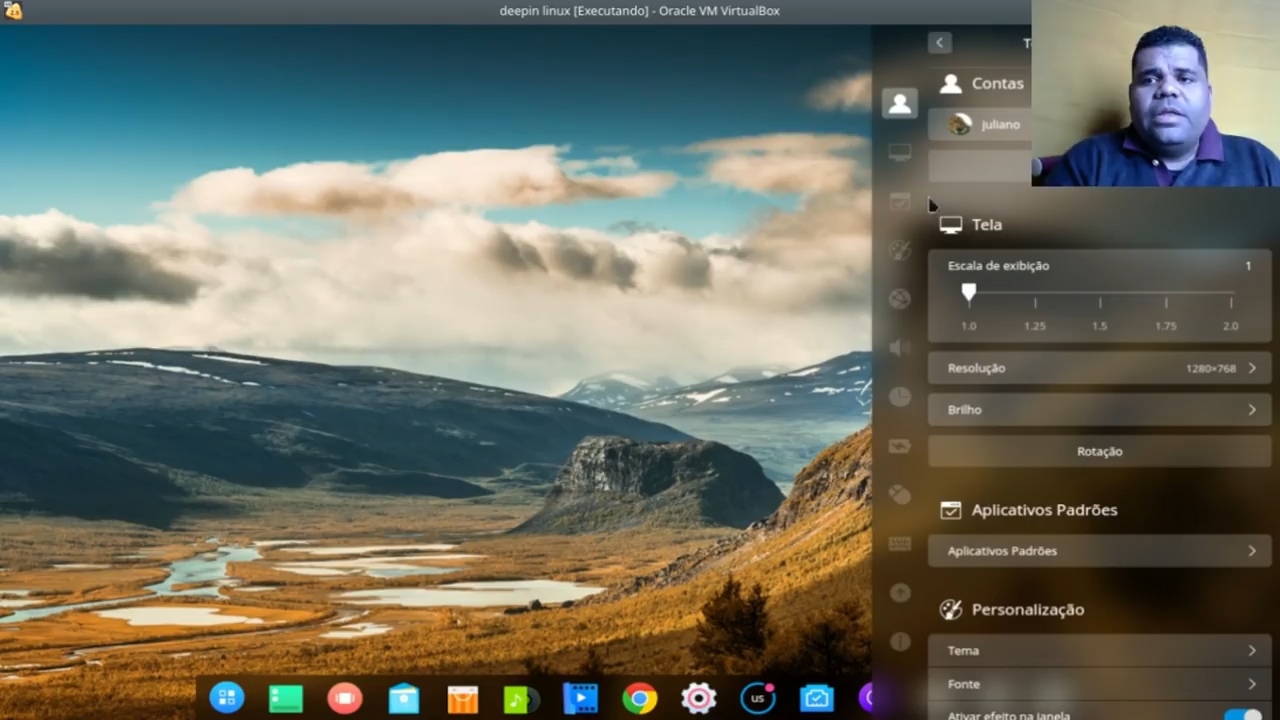 deepin linux [Executando] - Oracle VM VirtualBox
Contas
juliano
Tela
Escala de exibição 1
1.0 1.25 1.5 1.75 2.0
Resolução 1280×768
Brilho
Rotação
Aplicativos Padrões
Aplicativos Padrões
Personalização
Tema
Fonte
Ativar efeito na janela
us